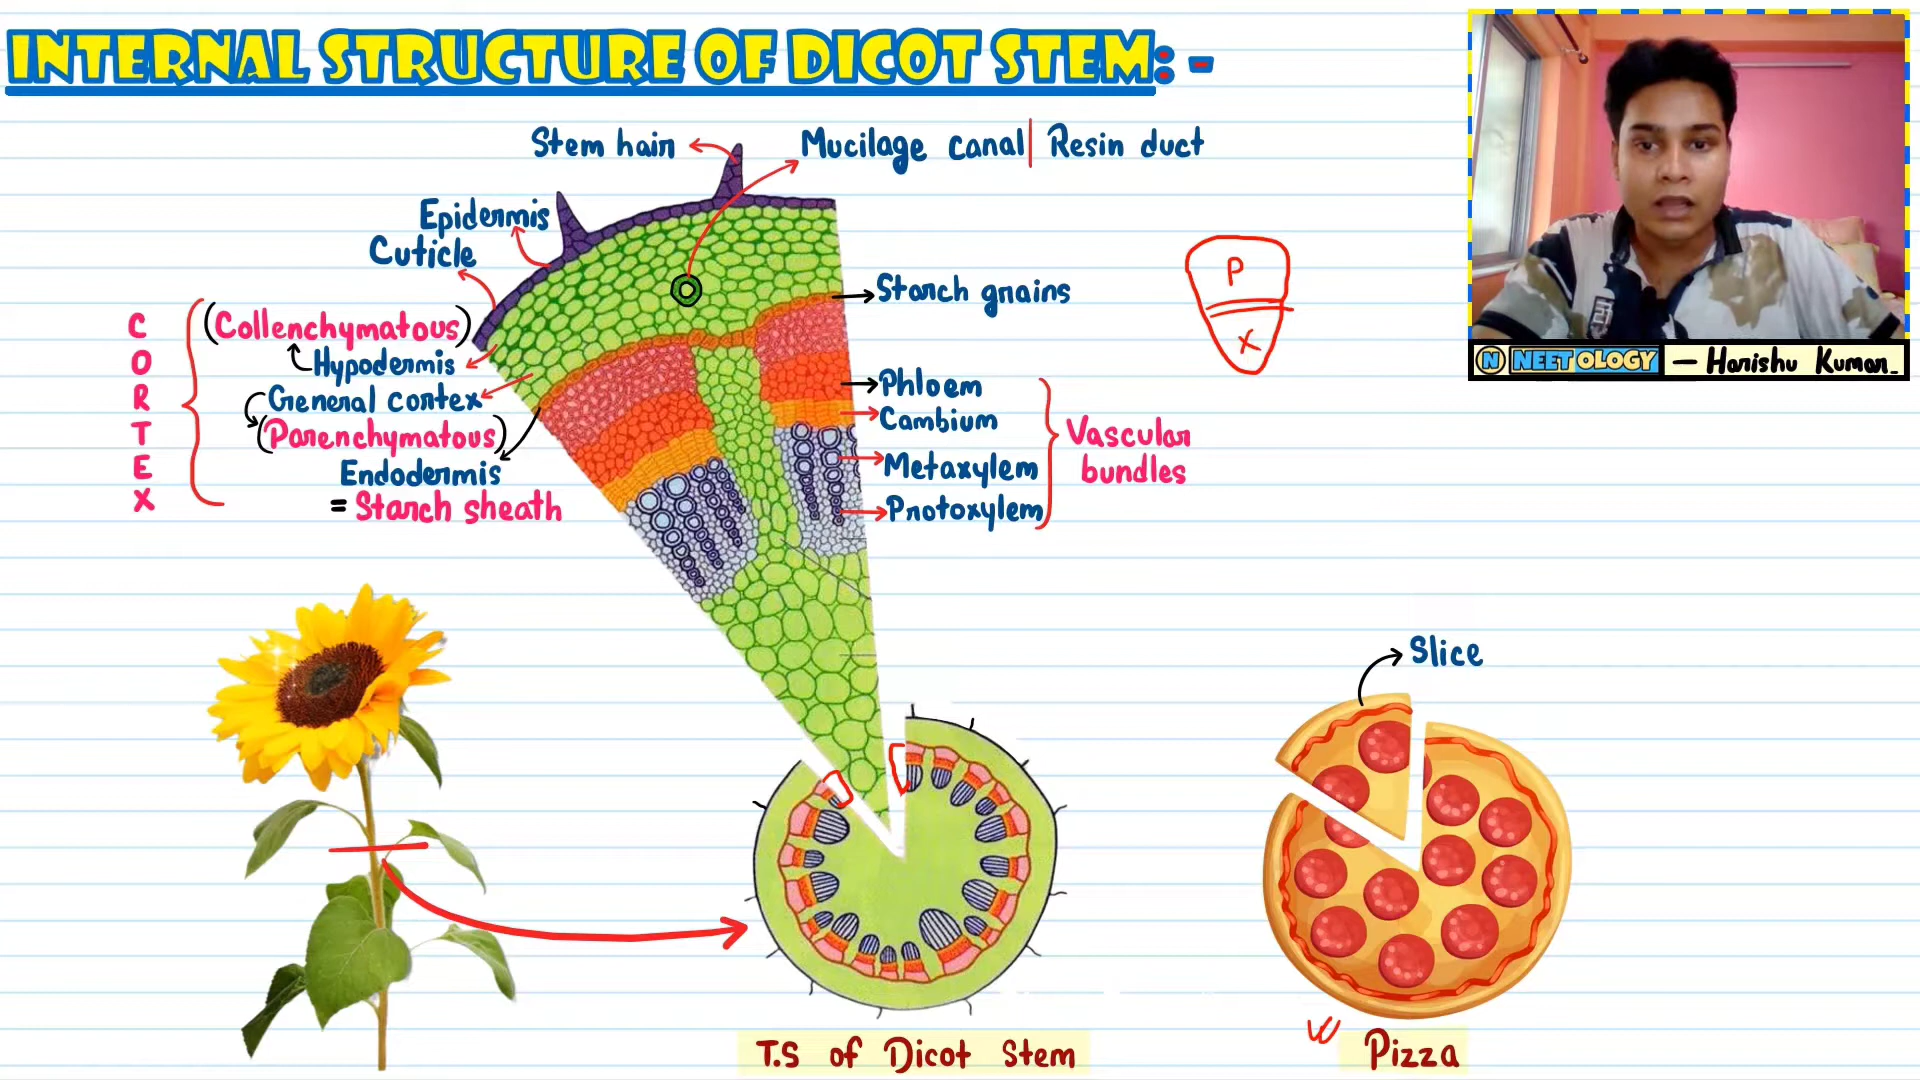 INTERNAL STRUCTURE OF DICOT STEM: -
Stem hair
Mucilage canal | Resin duct
Epidermis
Cuticle
(Collenchymatous)
Hypodermis
General cortex
(Parenchymatous)
Endodermis
= Starch sheath
C
O
R
T
E
X
Starch grains
Phloem
Cambium
Metaxylem
Protoxylem
Vascular
bundles
P
X
N NEETOLOGY - Harishu Kumar
Slice
T.S of Dicot Stem
Pizza